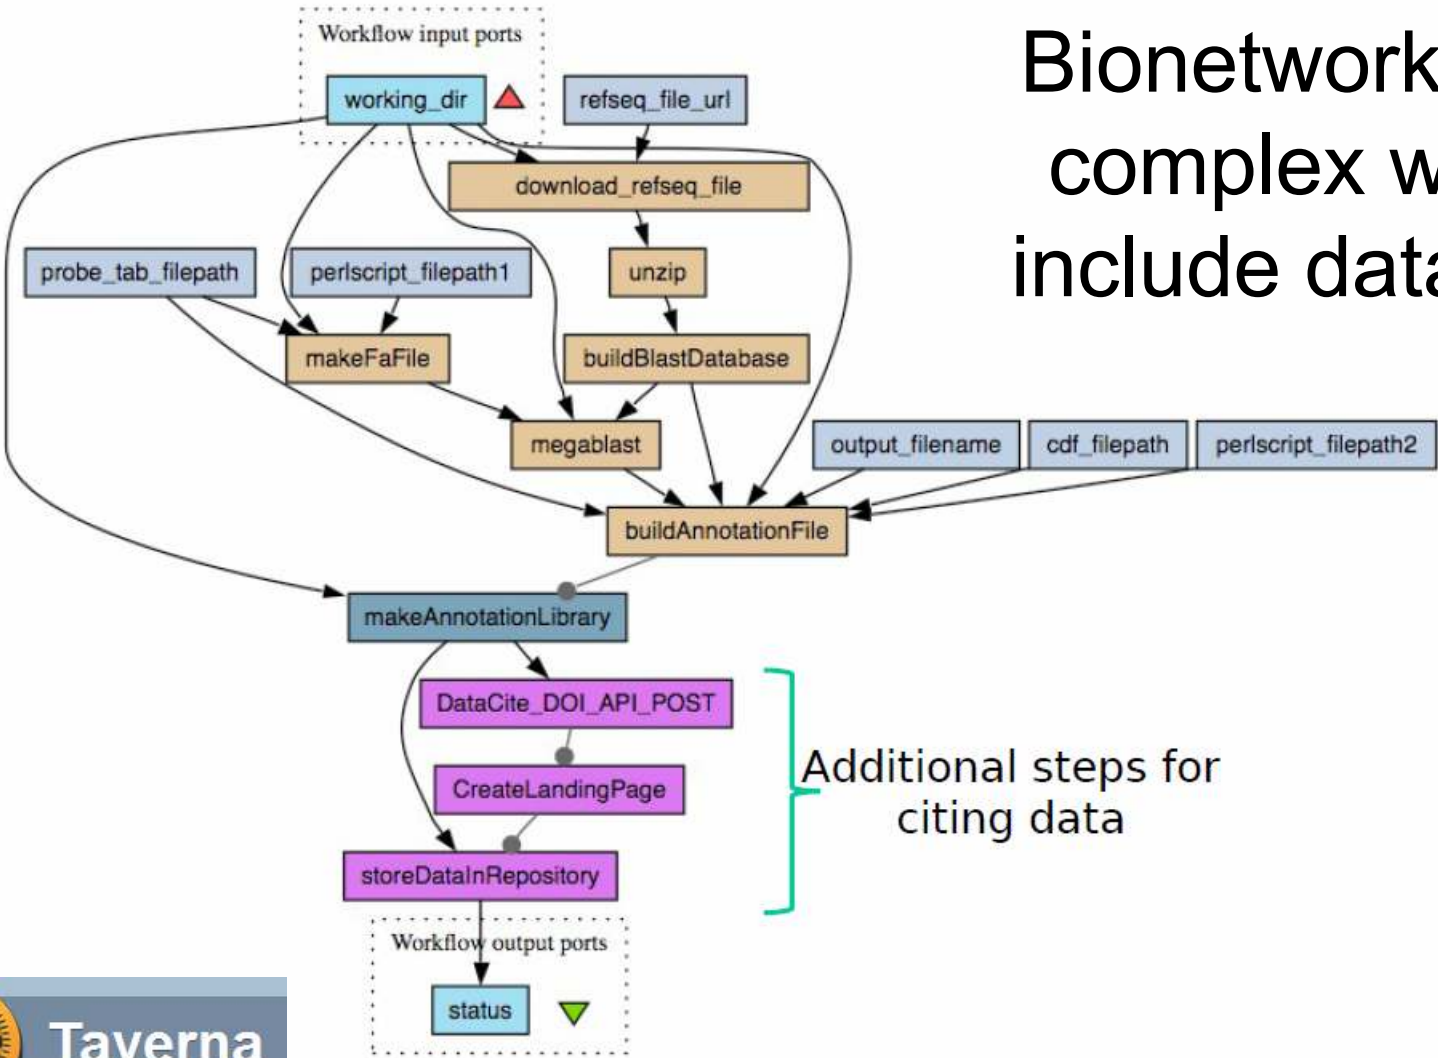 Bionetwork
complex w
include data
Workflow input ports
working_dir
refseq_file_url
download_refseq_file
probe_tab_filepath
perlscript_filepath1
unzip
makeFaFile
buildBlastDatabase
megablast
output_filename
cdf_filepath
perlscript_filepath2
buildAnnotationFile
makeAnnotationLibrary
DataCite_DOI_API_POST
CreateLandingPage
Additional steps for
citing data
storeDataInRepository
Workflow output ports
status
Taverna